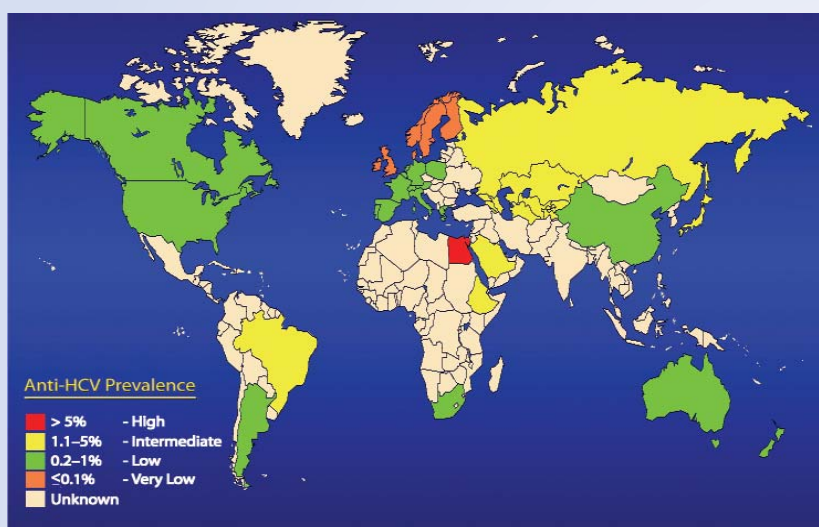 Anti-HCV Prevalence
> 5% - High
1.1–5% - Intermediate
0.2–1% - Low
≤0.1% - Very Low
Unknown